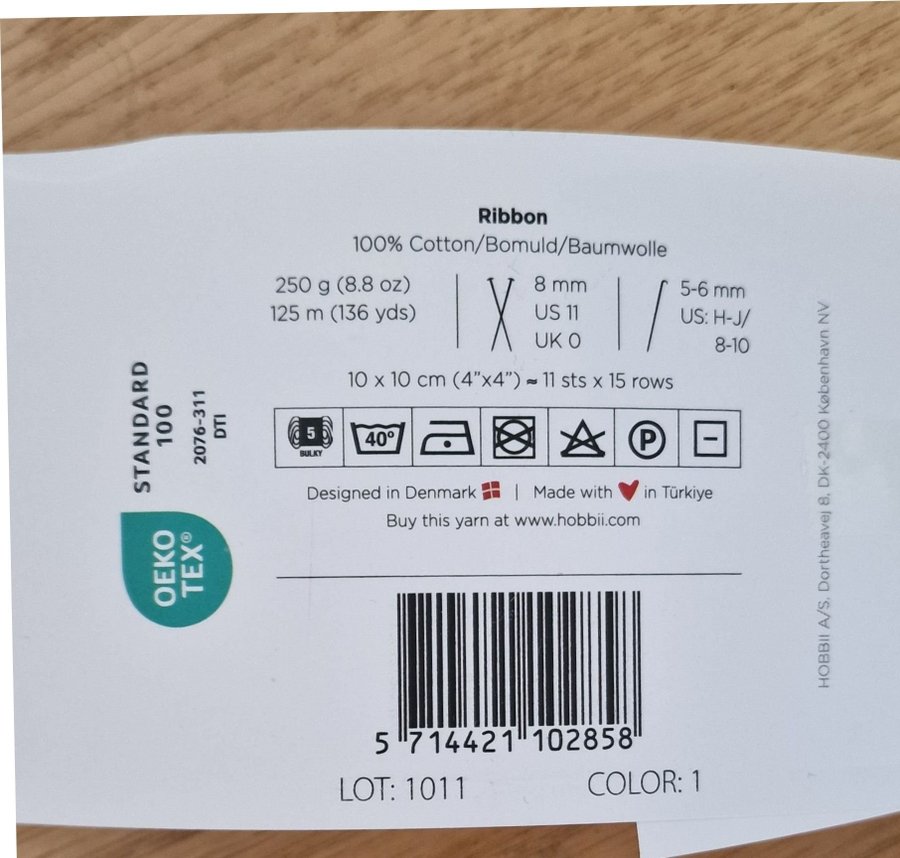 Ribbon
100% Cotton/Bomuld/Baumwolle
250 g (8.8 oz)
125 m (136 yds)
8 mm
US 11
UK 0
5-6 mm
US: H-J/
8-10
10 x 10 cm (4”x4”) ≈ 11 sts x 15 rows
5
BULKY
40°
P
Designed in Denmark | Made with in Türkiye
Buy this yarn at www.hobbii.com
5 714421 102858
LOT: 1011
COLOR: 1
STANDARD
100
2076-311
DTI
OEKO
TEX®
HOBBII A/S, Dortheavej 8, DK-2400 København NV